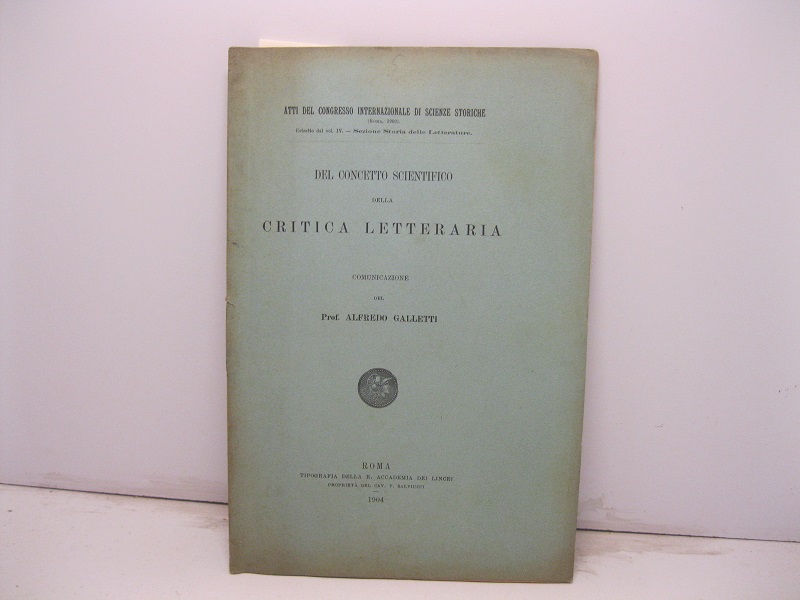 ATTI DEL CONGRESSO INTERNAZIONALE DI SCIENZE STORICHE
(ROMA, 1903).
Estratto dal vol. IV. — Sezione Storia delle Letterature.
DEL CONCETTO SCIENTIFICO
DELLA
CRITICA LETTERARIA
COMUNICAZIONE
DEL
Prof. ALFREDO GALLETTI
ROMA
TIPOGRAFIA DELLA R. ACCADEMIA DEI LINCEI
PROPRIETÀ DEL CAV. V. SALVIUCCI
1904